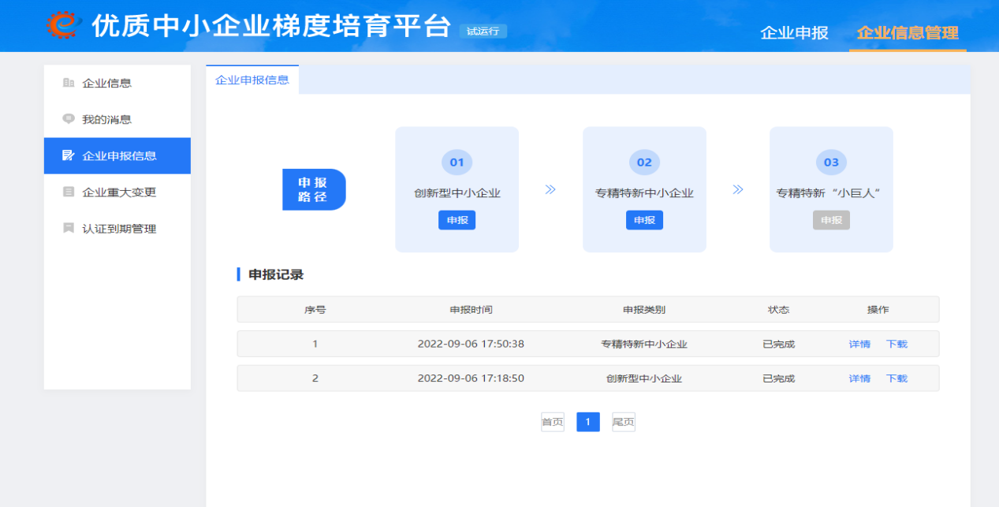 优质中小企业梯度培育平台 试运行
企业申报 企业信息管理
企业信息
我的消息
企业申报信息
企业重大变更
认证到期管理
企业申报信息
申报
路径
01
创新型中小企业
申报
02
专精特新中小企业
申报
03
专精特新“小巨人”
申报
申报记录
序号 申报时间 申报类别 状态 操作
1 2022-09-06 17:50:38 专精特新中小企业 已完成 详情 下载
2 2022-09-06 17:18:50 创新型中小企业 已完成 详情 下载
首页 1 尾页